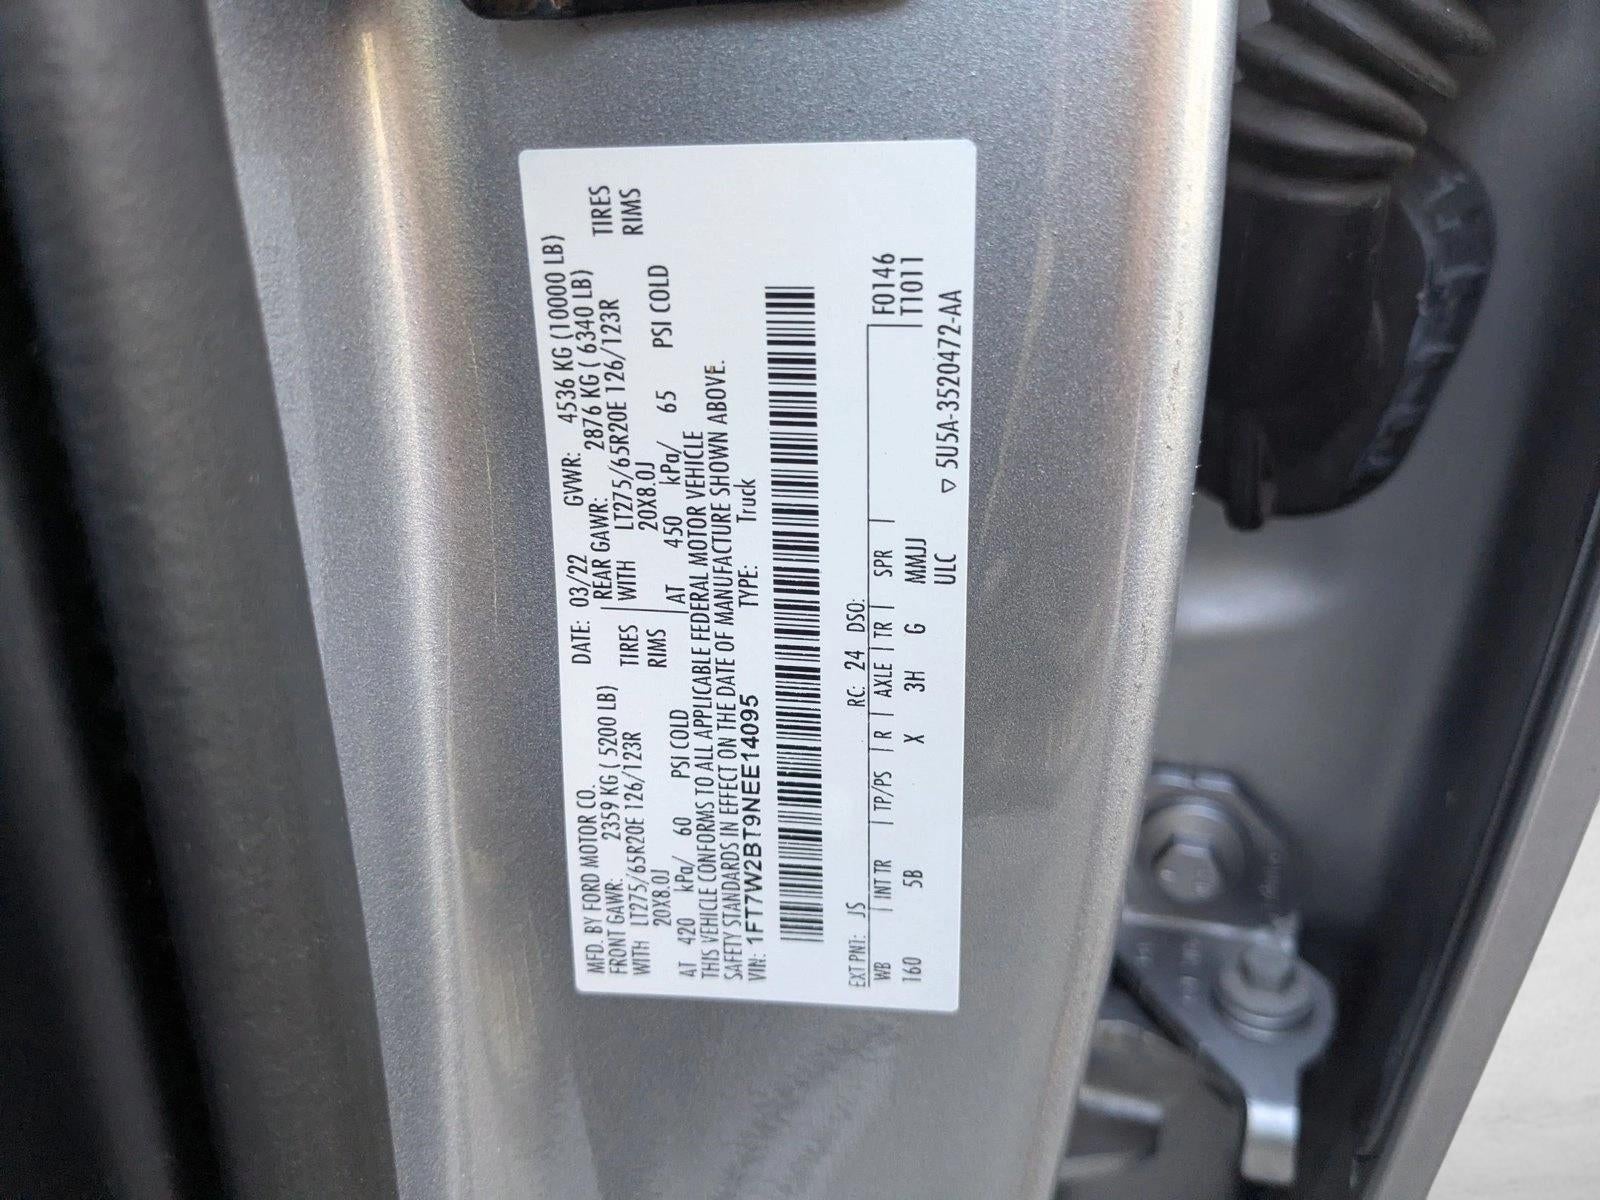 MFD. BY FORD MOTOR CO. DATE: 03/22 GVWR: 4536 KG (10000 LB)
FRONT GAWR: 2359 KG ( 5200 LB) REAR GAWR: 2876 KG ( 6340 LB)
WITH LT275/65R20E 126/123R TIRES WITH LT275/65R20E 126/123R TIRES
20X8.0J RIMS 20X8.0J RIMS
AT 420 kPa/ 60 PSI COLD AT 450 kPa/ 65 PSI COLD
THIS VEHICLE CONFORMS TO ALL APPLICABLE FEDERAL MOTOR VEHICLE
SAFETY STANDARDS IN EFFECT ON THE DATE OF MANUFACTURE SHOWN ABOVE.
VIN: 1FT7W2BT9NEE14095 TYPE: Truck
EXT PNT: JS RC: 24 DSO: F0146
WB INT TR TP/PS R AXLE TR SPR T1011
160 5B X 3H G MMJJ
ULC ▽ 5U5A-3520472-AA